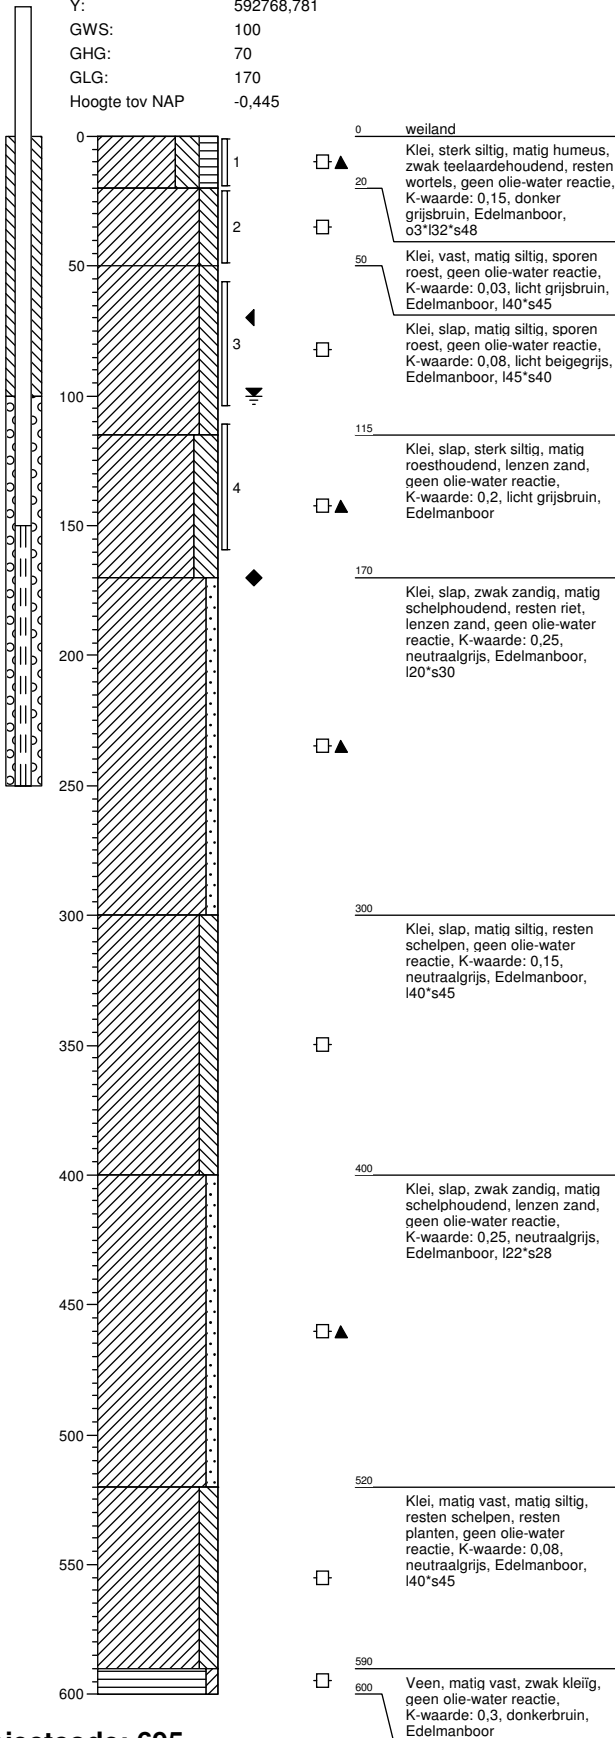 Y: 592768,781
GWS: 100
GHG: 70
GLG: 170
Hoogte tov NAP -0,445
0
50
100
150
200
250
300
350
400
450
500
550
600
1
2
3
4
0 weiland
Klei, sterk siltig, matig humeus,
zwak teelaardehoudend, resten
wortels, geen olie-water reactie,
K-waarde: 0,15, donker
grijsbruin, Edelmanboor,
o3*l32*s48
20
Klei, vast, matig siltig, sporen
roest, geen olie-water reactie,
K-waarde: 0,03, licht grijsbruin,
Edelmanboor, l40*s45
50
Klei, slap, matig siltig, sporen
roest, geen olie-water reactie,
K-waarde: 0,08, licht beigegrijs,
Edelmanboor, l45*s40
115
Klei, slap, sterk siltig, matig
roesthoudend, lenzen zand,
geen olie-water reactie,
K-waarde: 0,2, licht grijsbruin,
Edelmanboor
170
Klei, slap, zwak zandig, matig
schelphoudend, resten riet,
lenzen zand, geen olie-water
reactie, K-waarde: 0,25,
neutraalgrijs, Edelmanboor,
l20*s30
300
Klei, slap, matig siltig, resten
schelpen, geen olie-water
reactie, K-waarde: 0,15,
neutraalgrijs, Edelmanboor,
l40*s45
400
Klei, slap, zwak zandig, matig
schelphoudend, lenzen zand,
geen olie-water reactie,
K-waarde: 0,25, neutraalgrijs,
Edelmanboor, l22*s28
520
Klei, matig vast, matig siltig,
resten schelpen, resten
planten, geen olie-water
reactie, K-waarde: 0,08,
neutraalgrijs, Edelmanboor,
l40*s45
590
600
Veen, matig vast, zwak kleiïg,
geen olie-water reactie,
K-waarde: 0,3, donkerbruin,
Edelmanboor